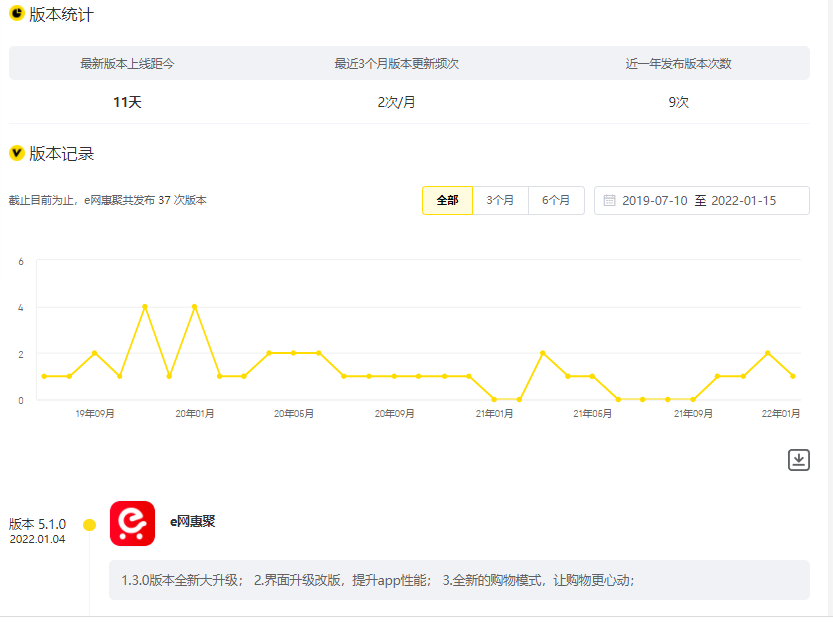 版本统计
最新版本上线距今 最近3个月版本更新频次 近一年发布版本次数
11天 2次/月 9次
版本记录
截止目前为止，e网惠聚共发布 37 次版本 全部 3个月 6个月 2019-07-10 至 2022-01-15
6
4
2
0
19年09月 20年01月 20年05月 20年09月 21年01月 21年05月 21年09月 22年01月
版本 5.1.0 e网惠聚
2022.01.04
1.3.0版本全新大升级； 2.界面升级改版，提升app性能； 3.全新的购物模式，让购物更心动；